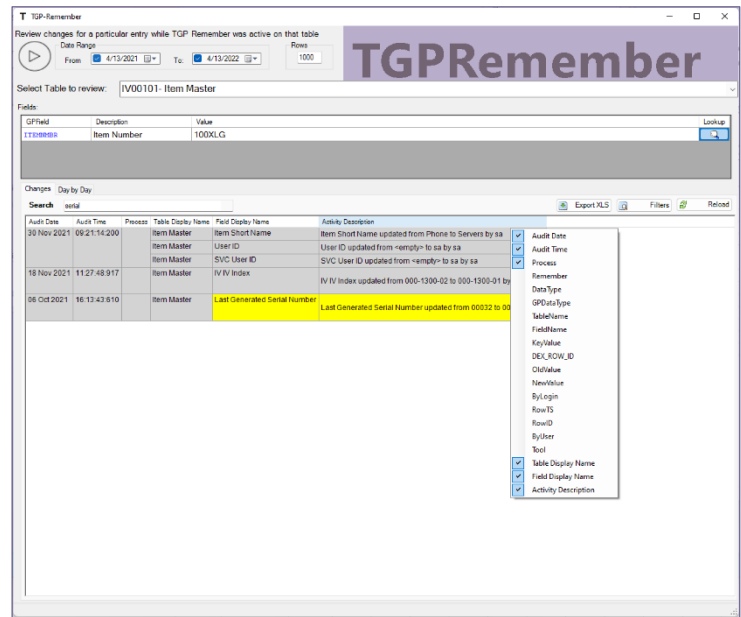 T TGP-Remember
Review changes for a particular entry while TGP Remember was active on that table
Date Range
Rows
From 4/13/2021 To: 4/13/2022 1000
TGPRemember
Select Table to review: IV00101- Item Master
Fields:
GPField Description Value Lookup
ITEMNMBR Item Number 100XLG
Changes Day by Day
Search serial Export XLS Filters Reload
Audit Date Audit Time Process Table Display Name Field Display Name Activity Description
30 Nov 2021 09:21:14:200 Item Master Item Short Name Item Short Name updated from Phone to Servers by sa
Item Master User ID User ID updated from <empty> to sa by sa
Item Master SVC User ID SVC User ID updated from <empty> to sa by sa
18 Nov 2021 11:27:48:917 Item Master IV IV Index IV IV Index updated from 000-1300-02 to 000-1300-01 by
06 Oct 2021 16:13:43:610 Item Master Last Generated Serial Number Last Generated Serial Number updated from 00032 to 00
Audit Date
Audit Time
Process
Remember
DataType
GPDataType
TableName
FieldName
KeyValue
DEX_ROW_ID
OldValue
NewValue
ByLogin
RowTS
RowID
ByUser
Tool
Table Display Name
Field Display Name
Activity Description